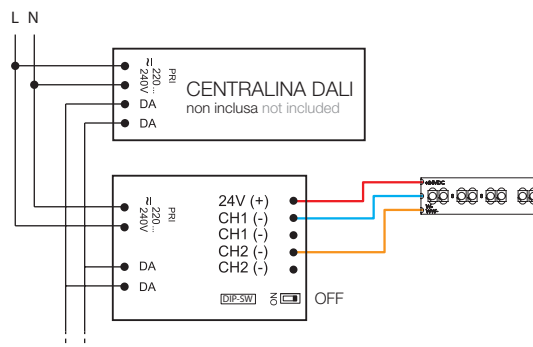 L N
PRI
≂ 220...
240V
DA
DA
CENTRALINA DALI
non inclusa not included
PRI
≂ 220...
240V
DA
DA
24V (+)
CH1 (-)
CH1 (-)
CH2 (-)
CH2 (-)
DIP-SW
ON
OFF